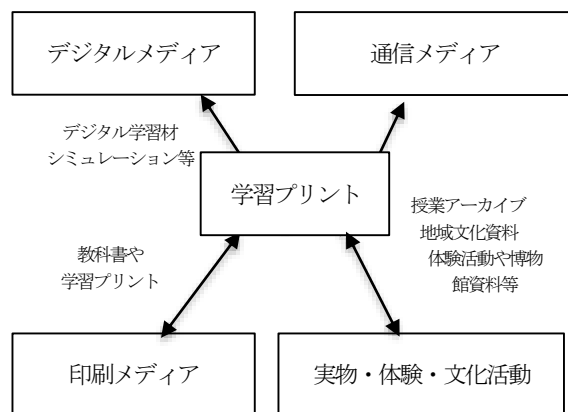 デジタルメディア
通信メディア
デジタル学習材
シミュレーション等
学習プリント
授業アーカイブ
地域文化資料
体験活動や博物
館資料等
教科書や
学習プリント
印刷メディア
実物・体験・文化活動